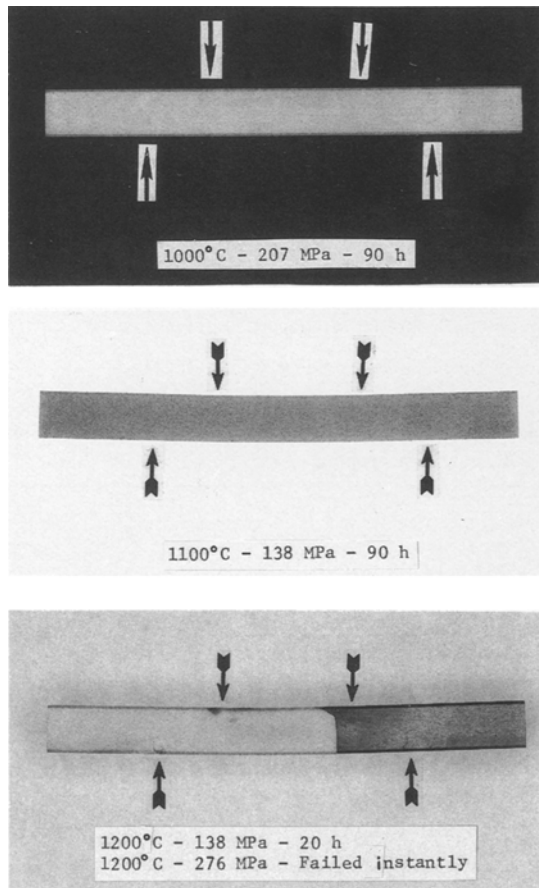 1000°C - 207 MPa - 90 h
1100°C - 138 MPa - 90 h
1200°C - 138 MPa - 20 h
1200°C - 276 MPa - Failed instantly